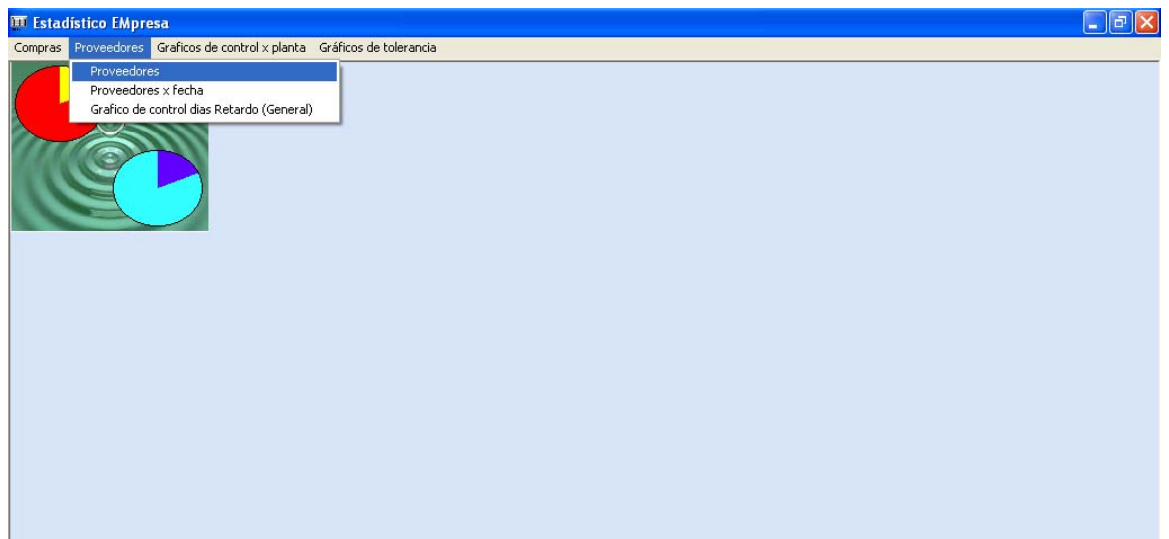 Estadístico EMpresa
Compras Proveedores Graficos de control x planta Gráficos de tolerancia
Proveedores
Proveedores x fecha
Grafico de control dias Retardo (General)